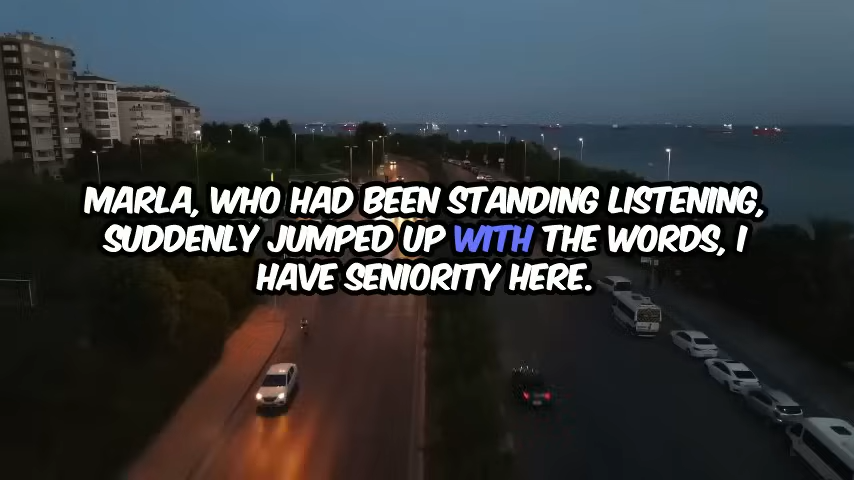 MARLA, WHO HAD BEEN STANDING LISTENING,
SUDDENLY JUMPED UP WITH THE WORDS, I
HAVE SENIORITY HERE.